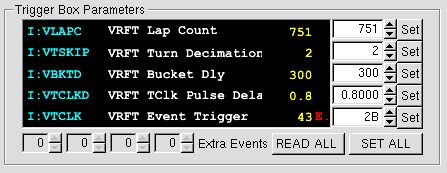 Trigger Box Parameters
I:VLAPC VRFT Lap Count 751 751 Set
I:VTSKIP VRFT Turn Decimation 2 2 Set
I:VBKTD VRFT Bucket Dly 300 300 Set
I:VTCLKD VRFT TClk Pulse Dela 0.8 0.8000 Set
I:VTCLK VRFT Event Trigger 43 E. 2B Set
0 0 0 0 Extra Events READ ALL SET ALL